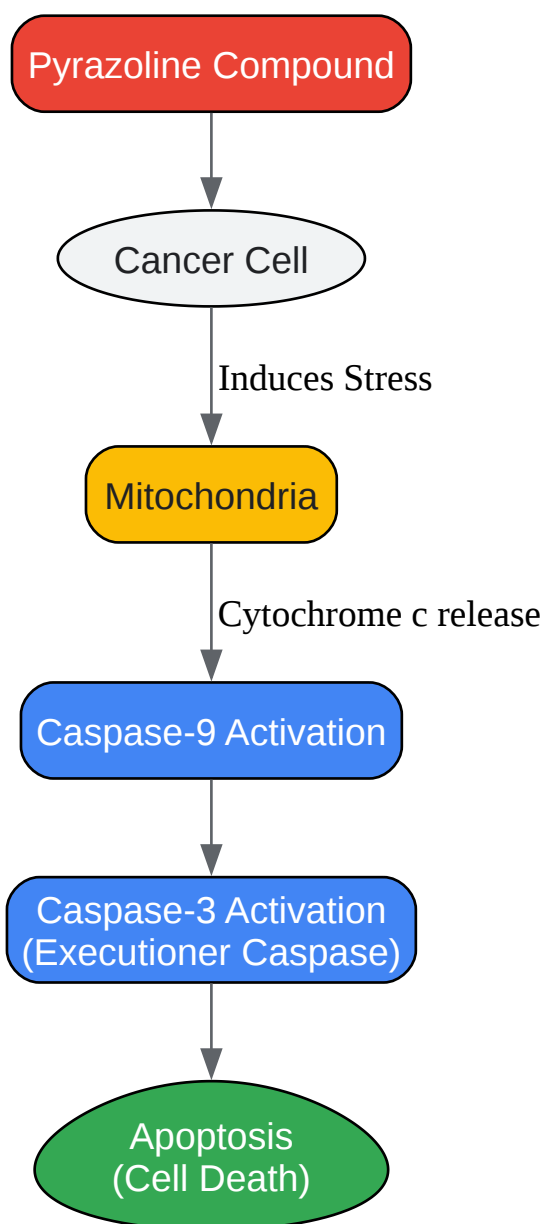 Pyrazoline Compound
Cancer Cell
Induces Stress
Mitochondria
Cytochrome c release
Caspase-9 Activation
Caspase-3 Activation
(Executioner Caspase)
Apoptosis
(Cell Death)